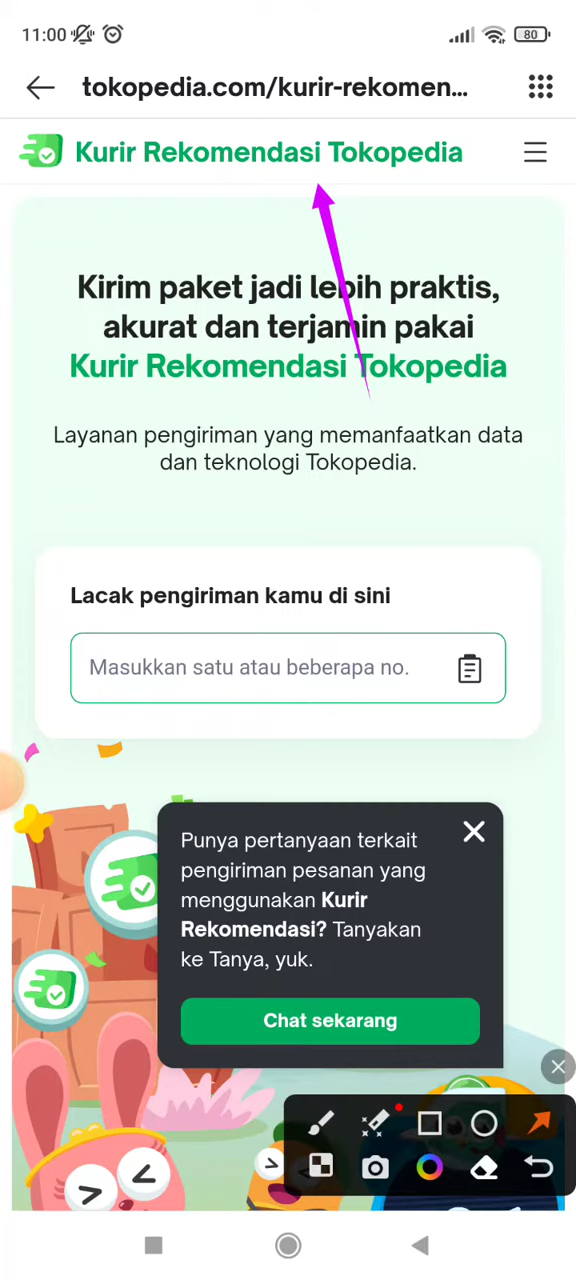 11:00
80
tokopedia.com/kurir-rekomen...
Kurir Rekomendasi Tokopedia
Kirim paket jadi lebih praktis,
akurat dan terjamin pakai
Kurir Rekomendasi Tokopedia
Layanan pengiriman yang memanfaatkan data
dan teknologi Tokopedia.
Lacak pengiriman kamu di sini
Masukkan satu atau beberapa no.
Punya pertanyaan terkait
pengiriman pesanan yang
menggunakan Kurir
Rekomendasi? Tanyakan
ke Tanya, yuk.
Chat sekarang